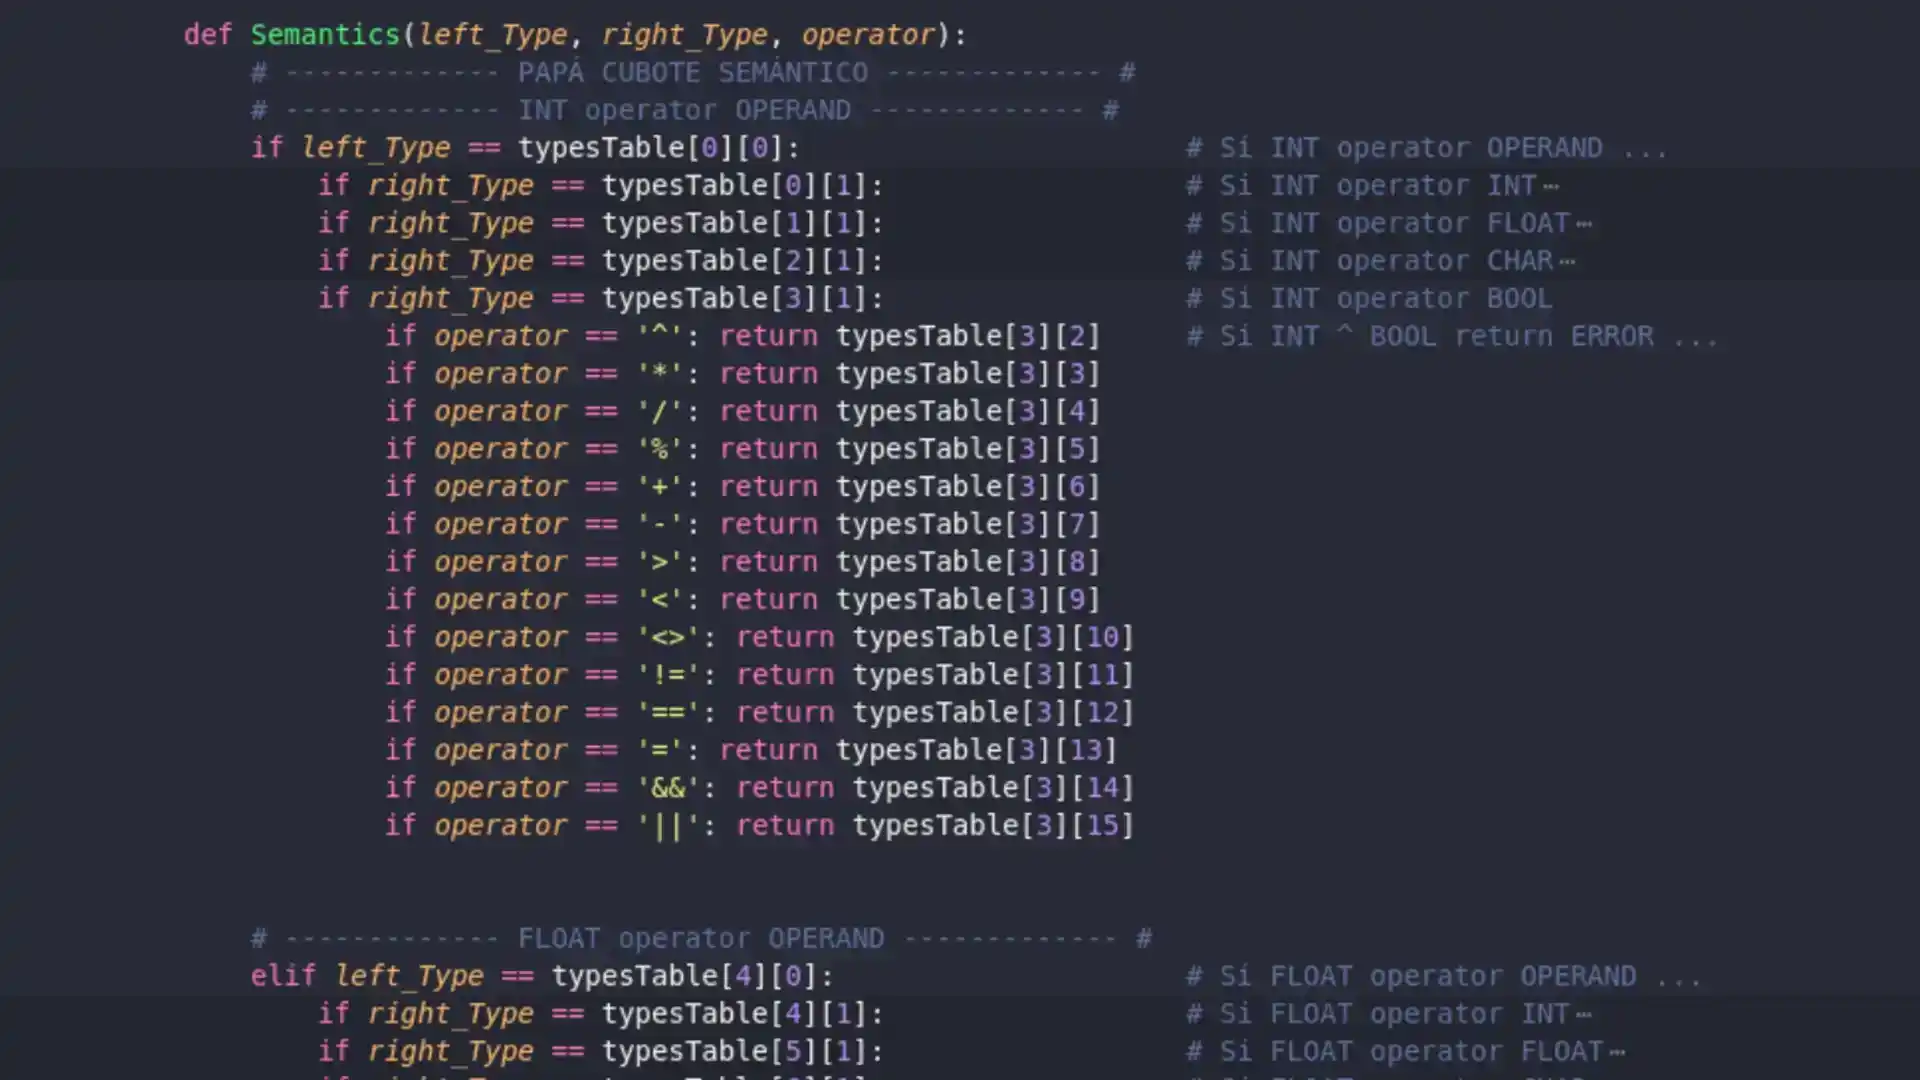 def Semantics(left_Type, right_Type, operator):
# ------------- PAPÁ CUBOTE SEMÁNTICO ------------- #
# ------------- INT operator OPERAND ------------- #
if left_Type == typesTable[0][0]: # Si INT operator OPERAND ...
if right_Type == typesTable[0][1]: # Si INT operator INT⋯
if right_Type == typesTable[1][1]: # Si INT operator FLOAT⋯
if right_Type == typesTable[2][1]: # Si INT operator CHAR⋯
if right_Type == typesTable[3][1]: # Si INT operator BOOL
if operator == '^': return typesTable[3][2] # Si INT ^ BOOL return ERROR ...
if operator == '*': return typesTable[3][3]
if operator == '/': return typesTable[3][4]
if operator == '%': return typesTable[3][5]
if operator == '+': return typesTable[3][6]
if operator == '-': return typesTable[3][7]
if operator == '>': return typesTable[3][8]
if operator == '<': return typesTable[3][9]
if operator == '<>': return typesTable[3][10]
if operator == '!=': return typesTable[3][11]
if operator == '==': return typesTable[3][12]
if operator == '=': return typesTable[3][13]
if operator == '&&': return typesTable[3][14]
if operator == '||': return typesTable[3][15]
# ------------- FLOAT operator OPERAND ------------- #
elif left_Type == typesTable[4][0]: # Si FLOAT operator OPERAND ...
if right_Type == typesTable[4][1]: # Si FLOAT operator INT⋯
if right_Type == typesTable[5][1]: # Si FLOAT operator FLOAT⋯